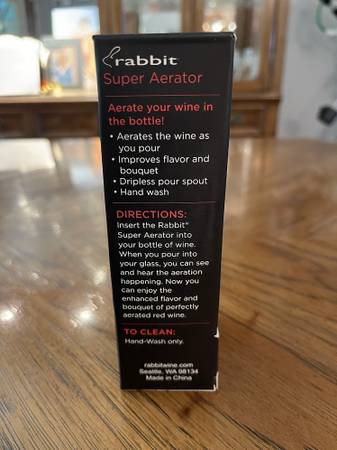 rabbit
Super Aerator
Aerate your wine in
the bottle!
• Aerates the wine as
you pour
• Improves flavor and
bouquet
• Dripless pour spout
• Hand wash
DIRECTIONS:
Insert the Rabbit®
Super Aerator into
your bottle of wine.
When you pour into
your glass, you can see
and hear the aeration
happening. Now you
can enjoy the
enhanced flavor and
bouquet of perfectly
aerated red wine.
TO CLEAN:
Hand-Wash only.
rabbitwine.com
Seattle, WA 98134
Made in China